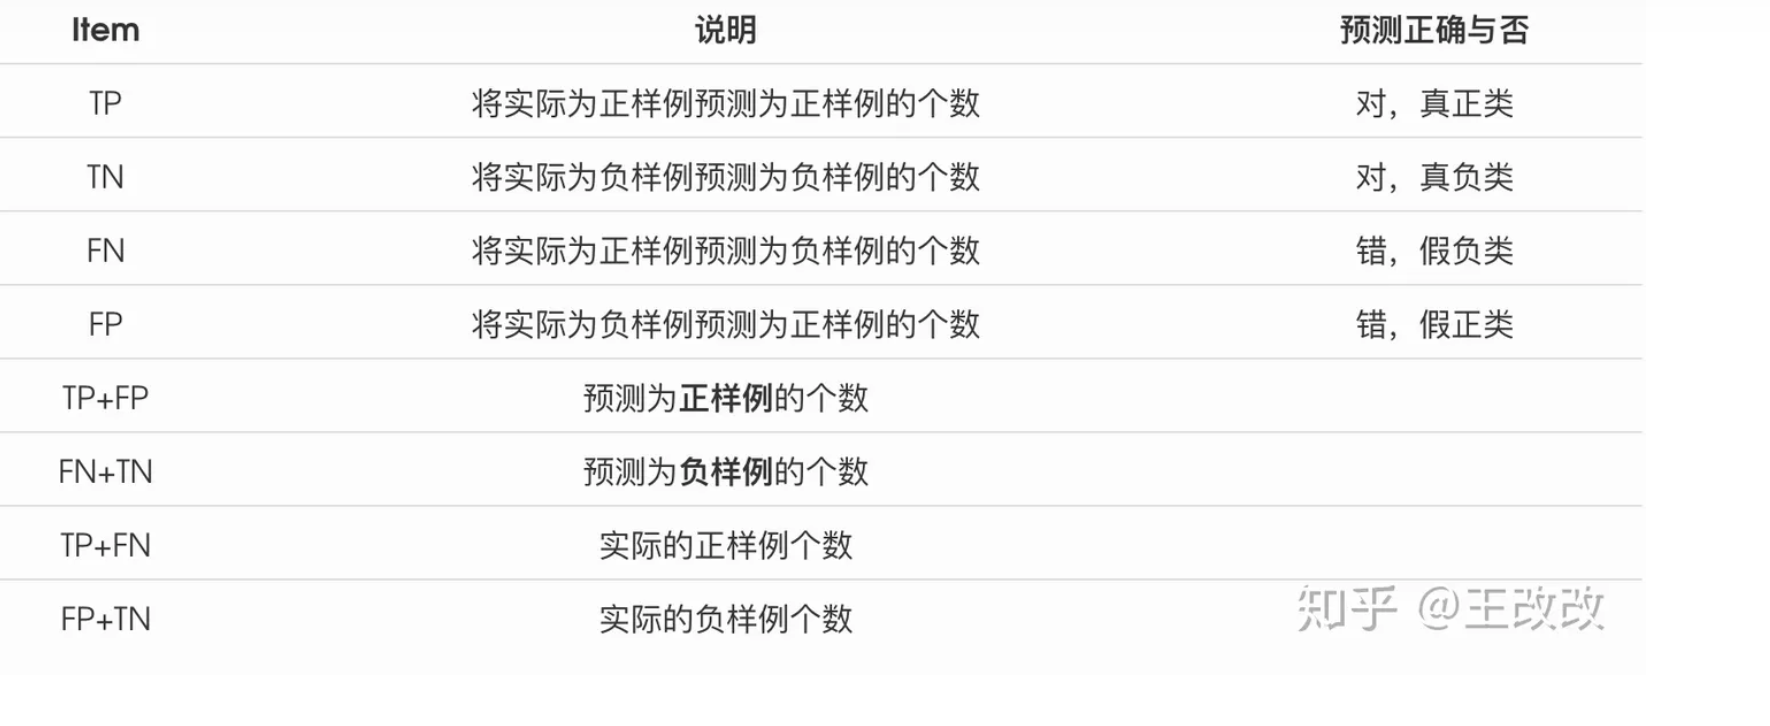 Item 说明 预测正确与否
TP 将实际为正样例预测为正样例的个数 对，真正类
TN 将实际为负样例预测为负样例的个数 对，真负类
FN 将实际为正样例预测为负样例的个数 错，假负类
FP 将实际为负样例预测为正样例的个数 错，假正类
TP+FP 预测为正样例的个数
FN+TN 预测为负样例的个数
TP+FN 实际的正样例个数
FP+TN 实际的负样例个数
知乎 @王改改